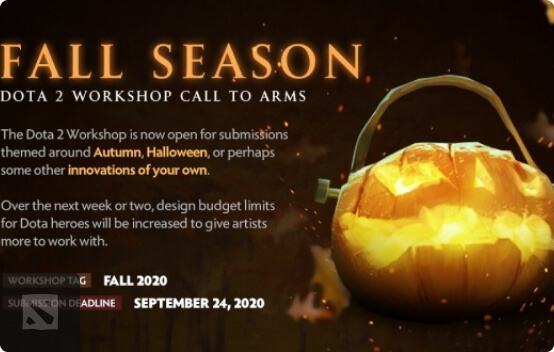 FALL SEASON
DOTA 2 WORKSHOP CALL TO ARMS
The Dota 2 Workshop is now open for submissions
themed around Autumn, Halloween, or perhaps
some other innovations of your own.
Over the next week or two, design budget limits
for Dota heroes will be increased to give artists
more to work with.
WORKSHOP TAG FALL 2020
SUBMISSION DEADLINE SEPTEMBER 24, 2020